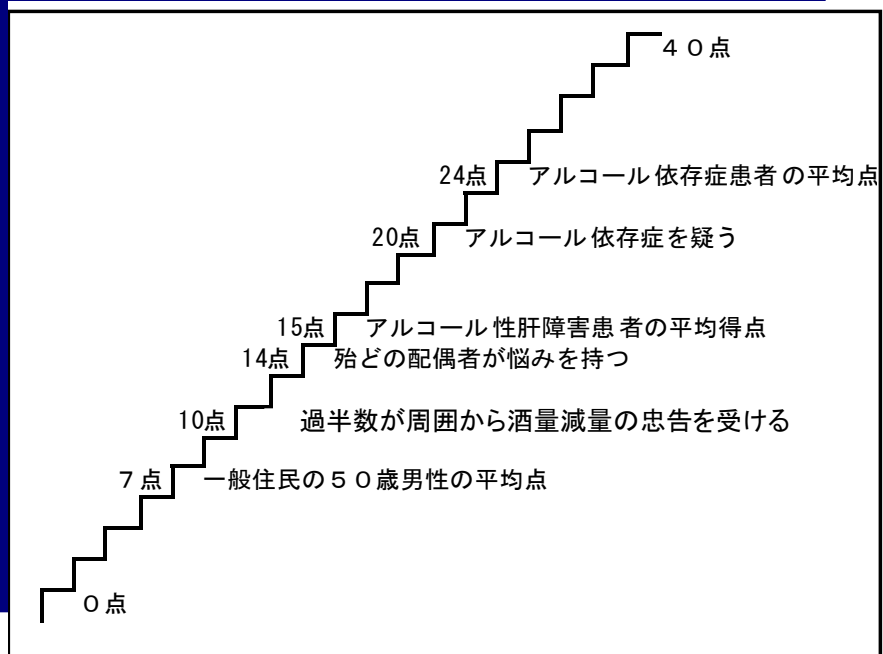 ４０点
24点　アルコール依存症患者の平均点
20点　アルコール依存症を疑う
15点　アルコール性肝障害患者の平均得点
14点　殆どの配偶者が悩みを持つ
10点　過半数が周囲から酒量減量の忠告を受ける
７点　一般住民の５０歳男性の平均点
０点